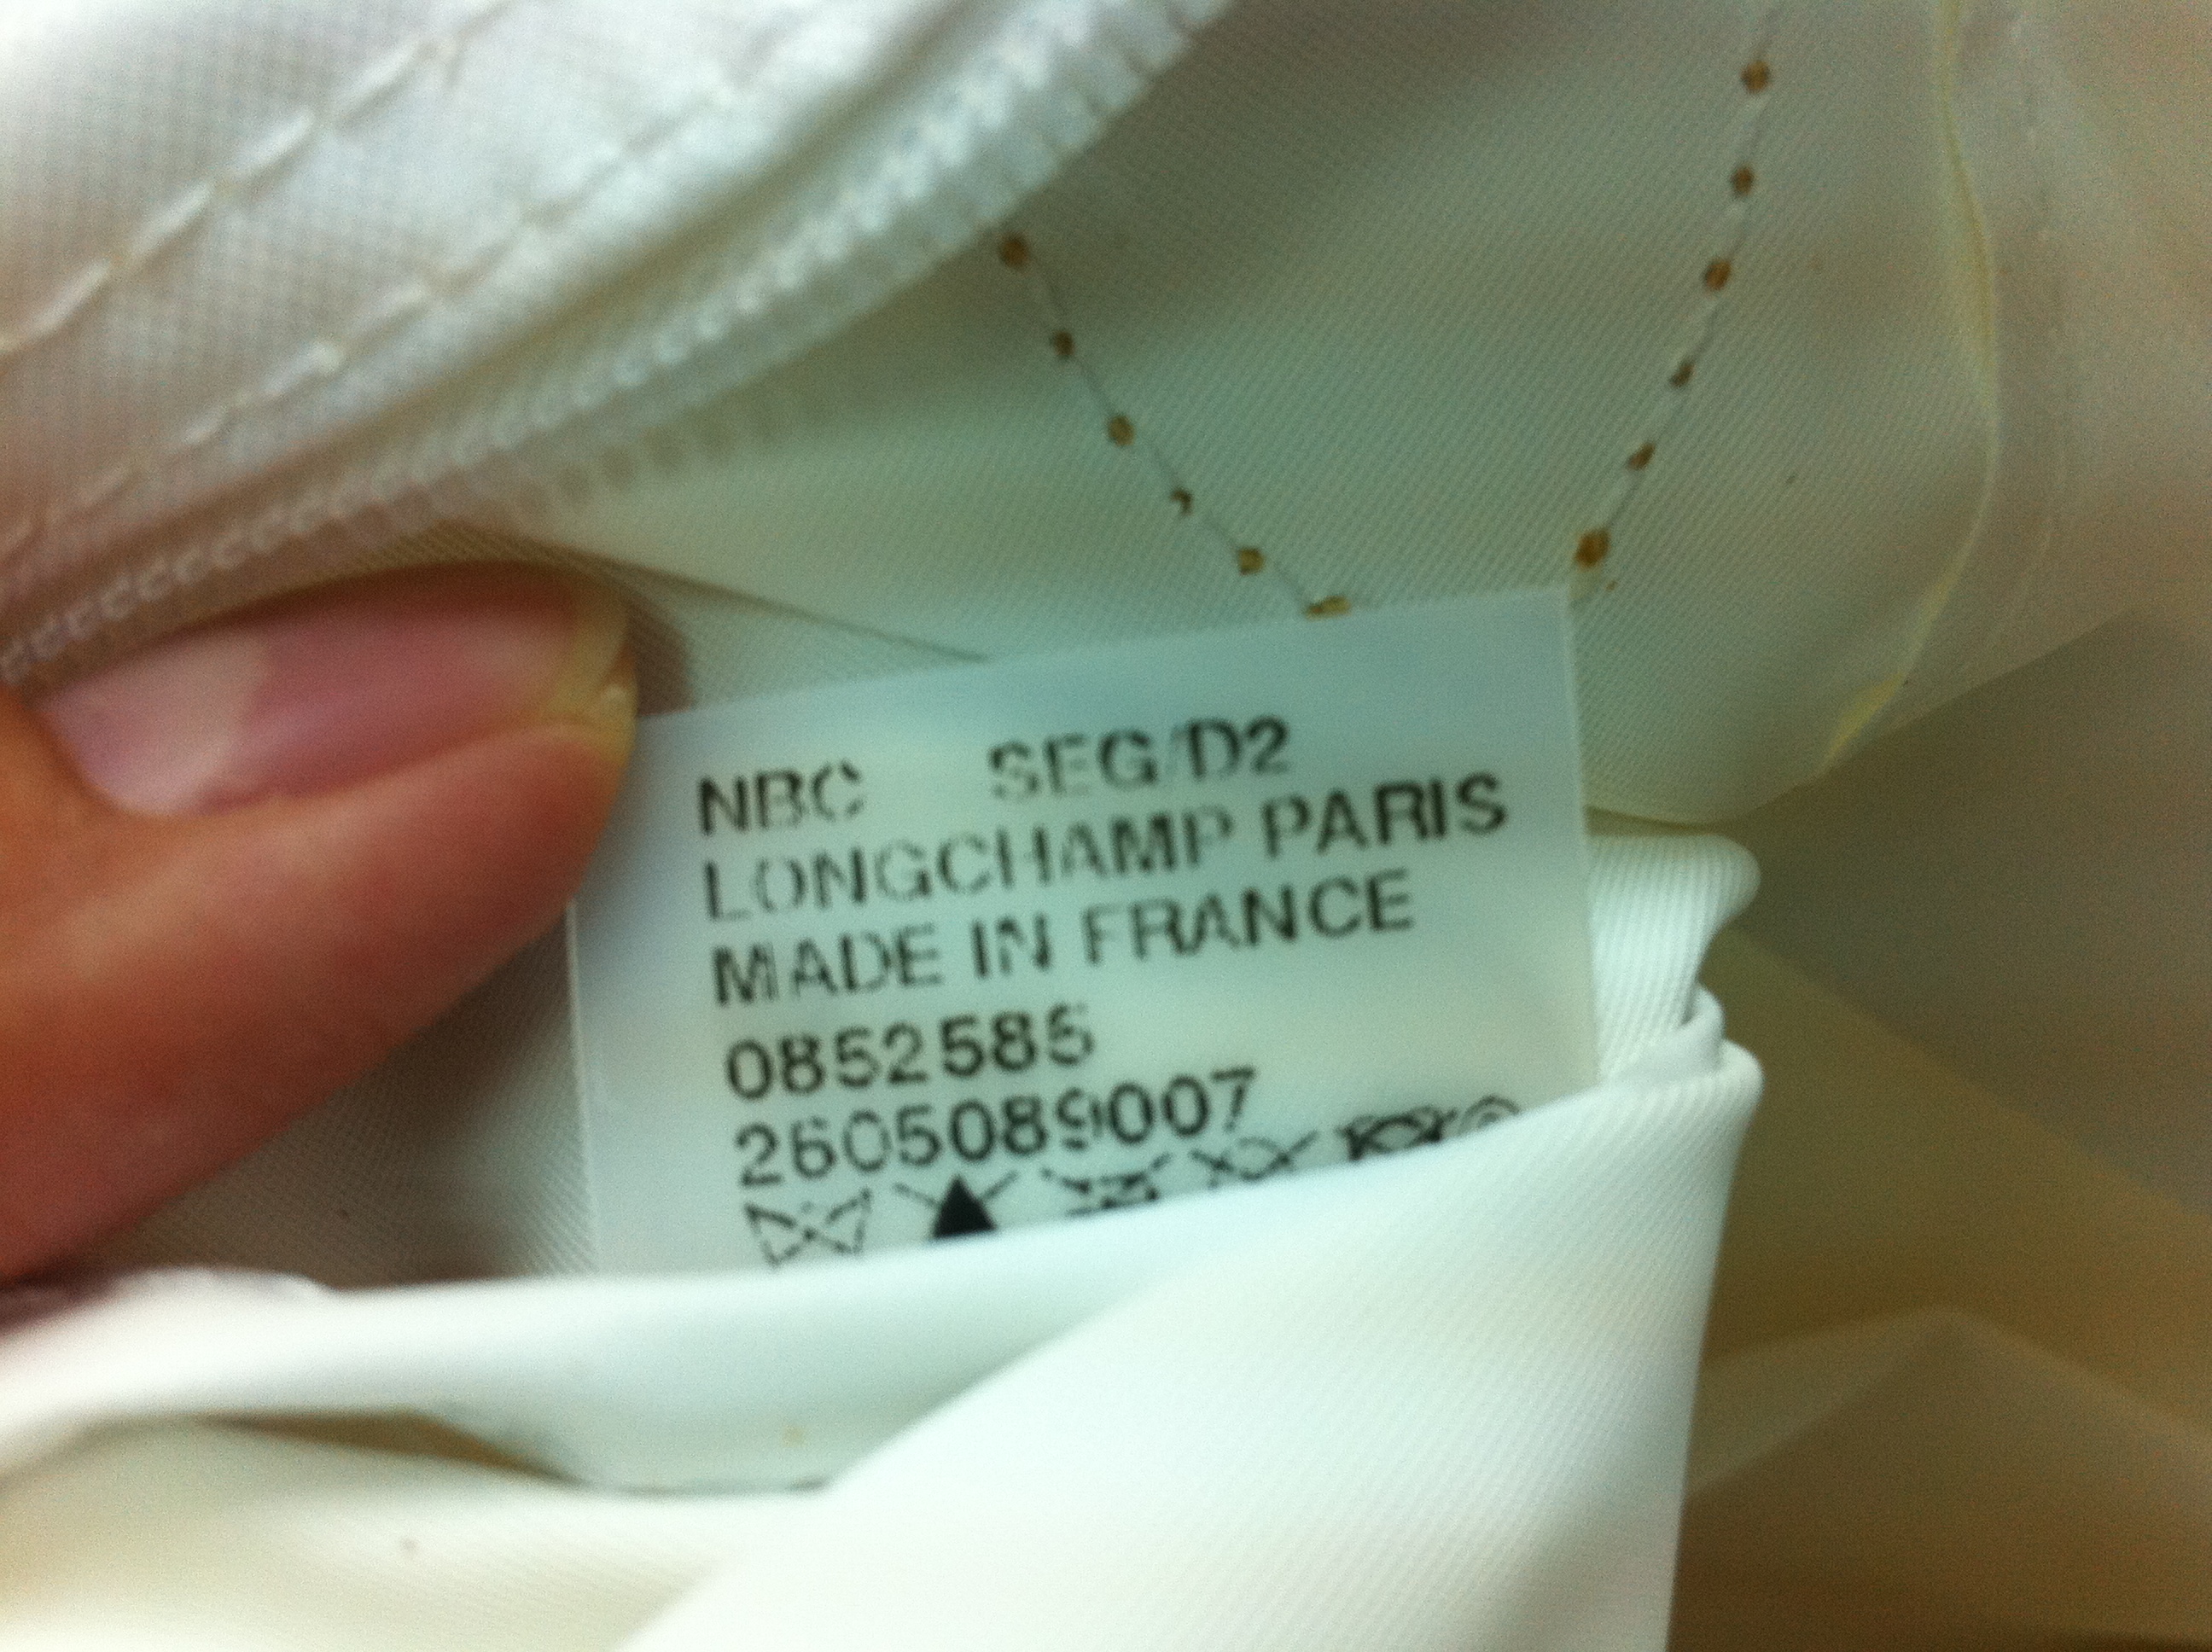 NBC SEG/D2
LONGCHAMP PARIS
MADE IN FRANCE
0852585
2605089007